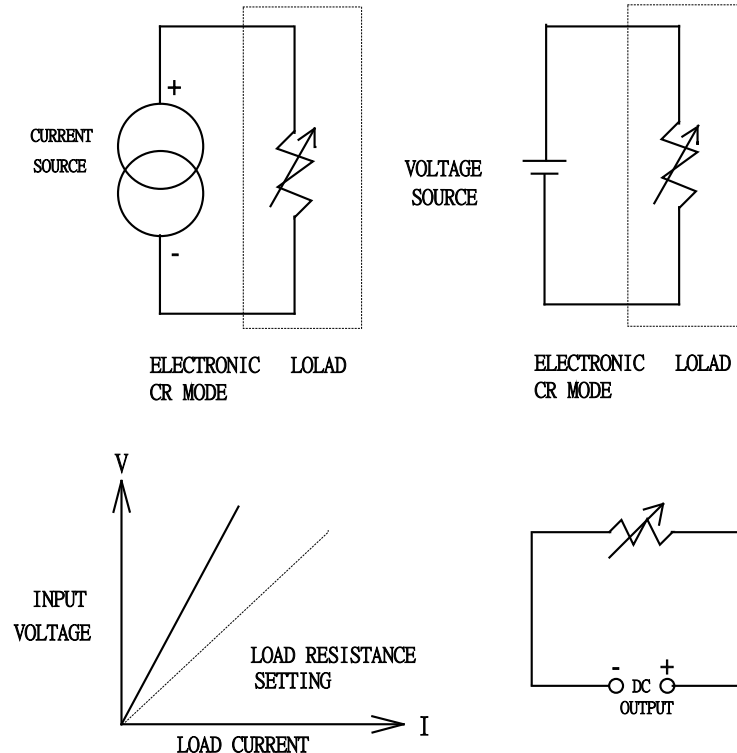 +
CURRENT
SOURCE
-
VOLTAGE
SOURCE
ELECTRONIC LOLAD
CR MODE
ELECTRONIC LOLAD
CR MODE
V
INPUT
VOLTAGE
LOAD RESISTANCE
SETTING
I
LOAD CURRENT
- +
DC
OUTPUT